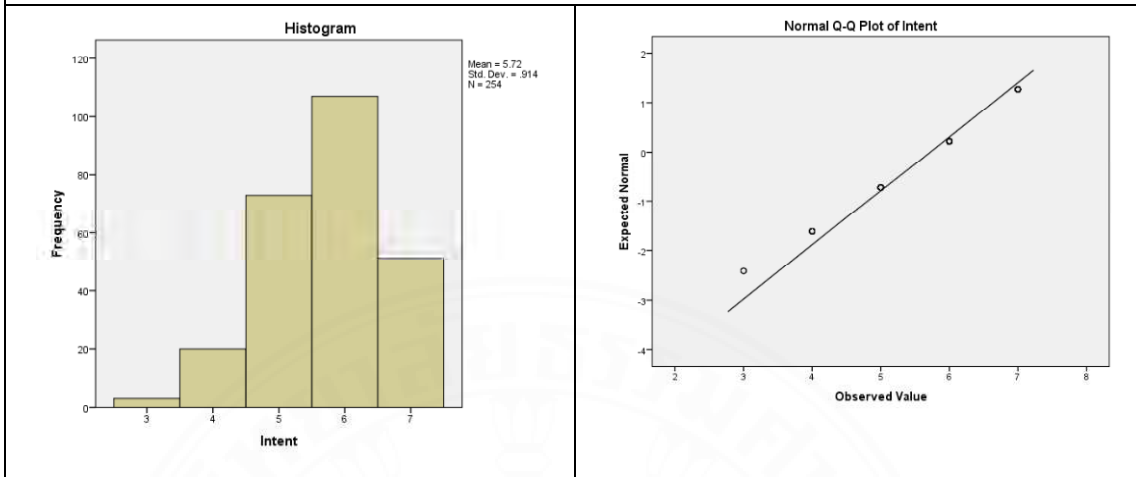 Histogram
Mean = 5.72
Std. Dev. = .914
N = 254
120
100
80
60
40
20
0
Frequency
3 4 5 6 7
Intent
Normal Q-Q Plot of Intent
2
1
0
-1
-2
-3
-4
Expected Normal
2 3 4 5 6 7 8
Observed Value